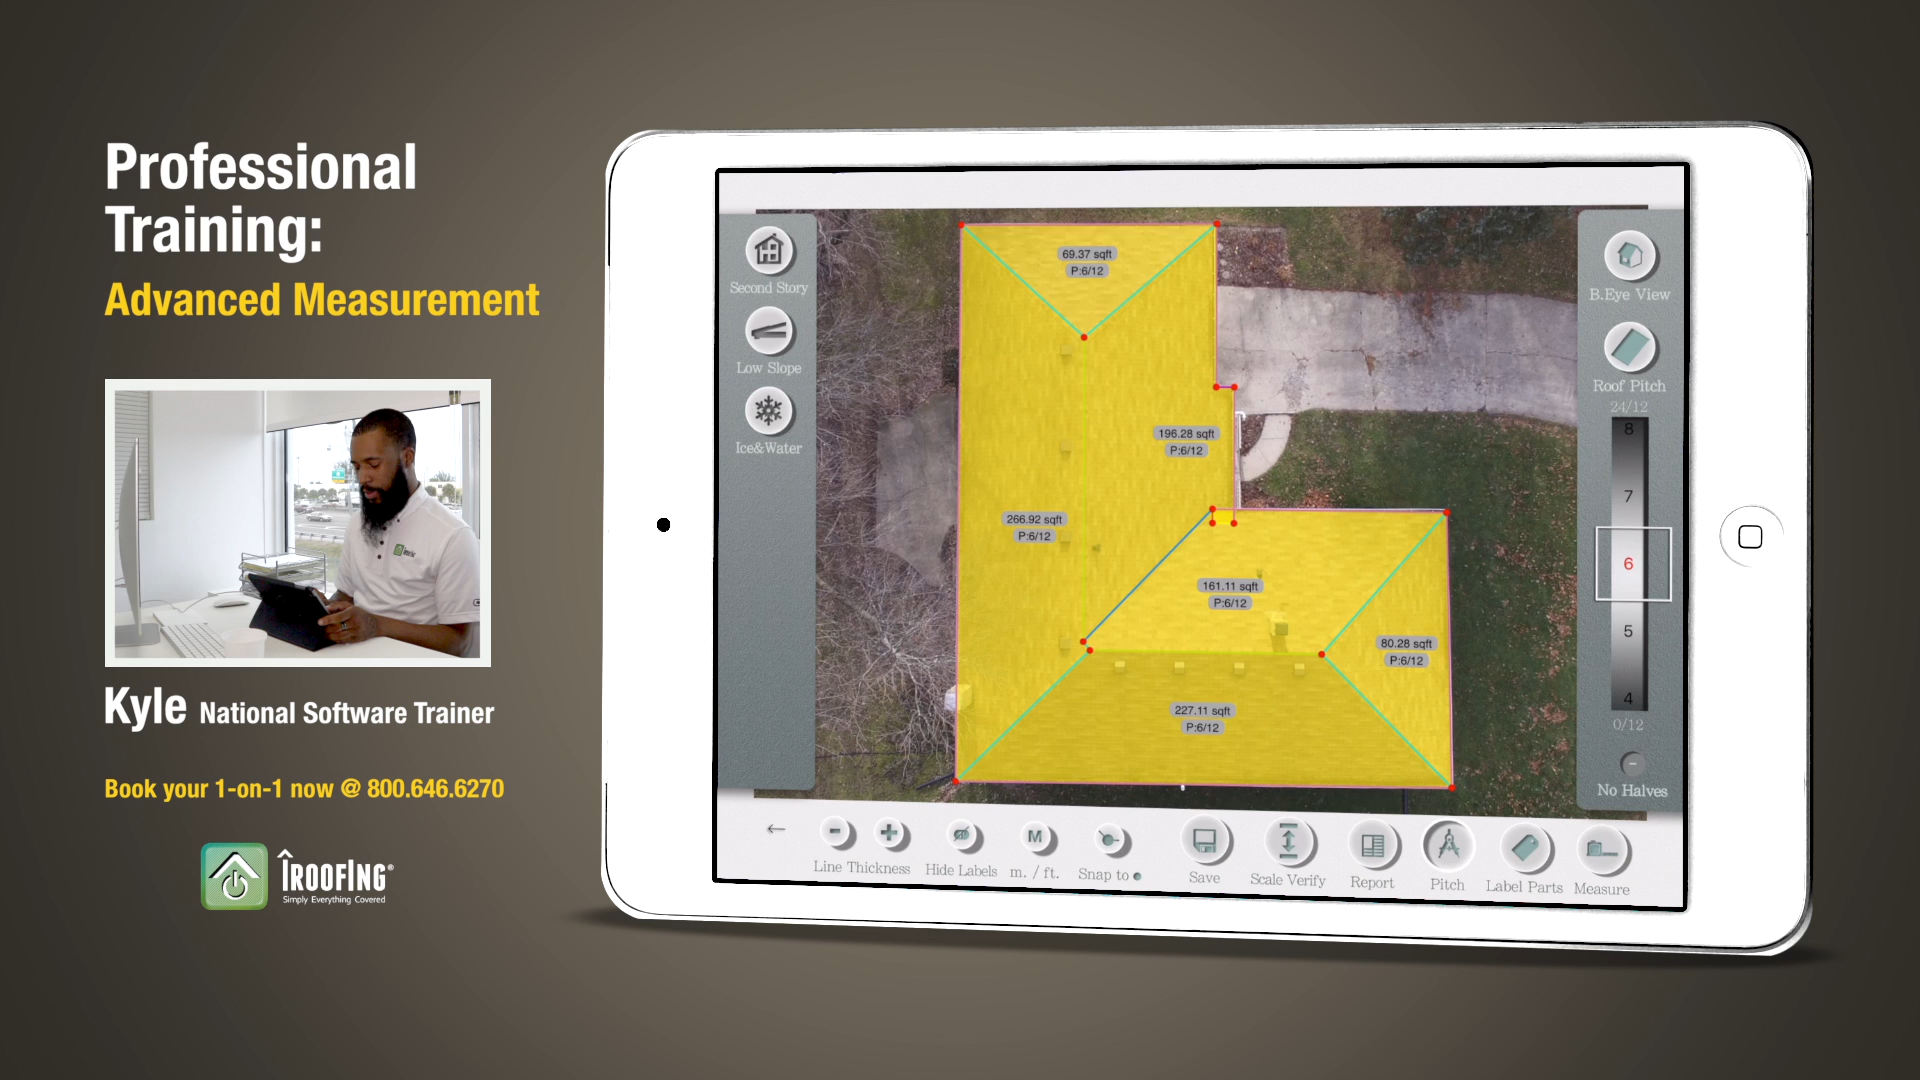 Professional
Training:
Advanced Measurement
Kyle National Software Trainer
Book your 1-on-1 now @ 800.646.6270
iROOFING®
Simply Everything Covered
Second Story
Low Slope
Ice&Water
69.37 sqft
P:6/12
196.28 sqft
P:6/12
266.92 sqft
P:6/12
161.11 sqft
P:6/12
80.28 sqft
P:6/12
227.11 sqft
P:6/12
B.Eye View
Roof Pitch
24/12
8
7
6
5
4
0/12
No Halves
Line Thickness
Hide Labels
M
m. / ft.
Snap to
Save
Scale Verify
Report
Pitch
Label Parts
Measure